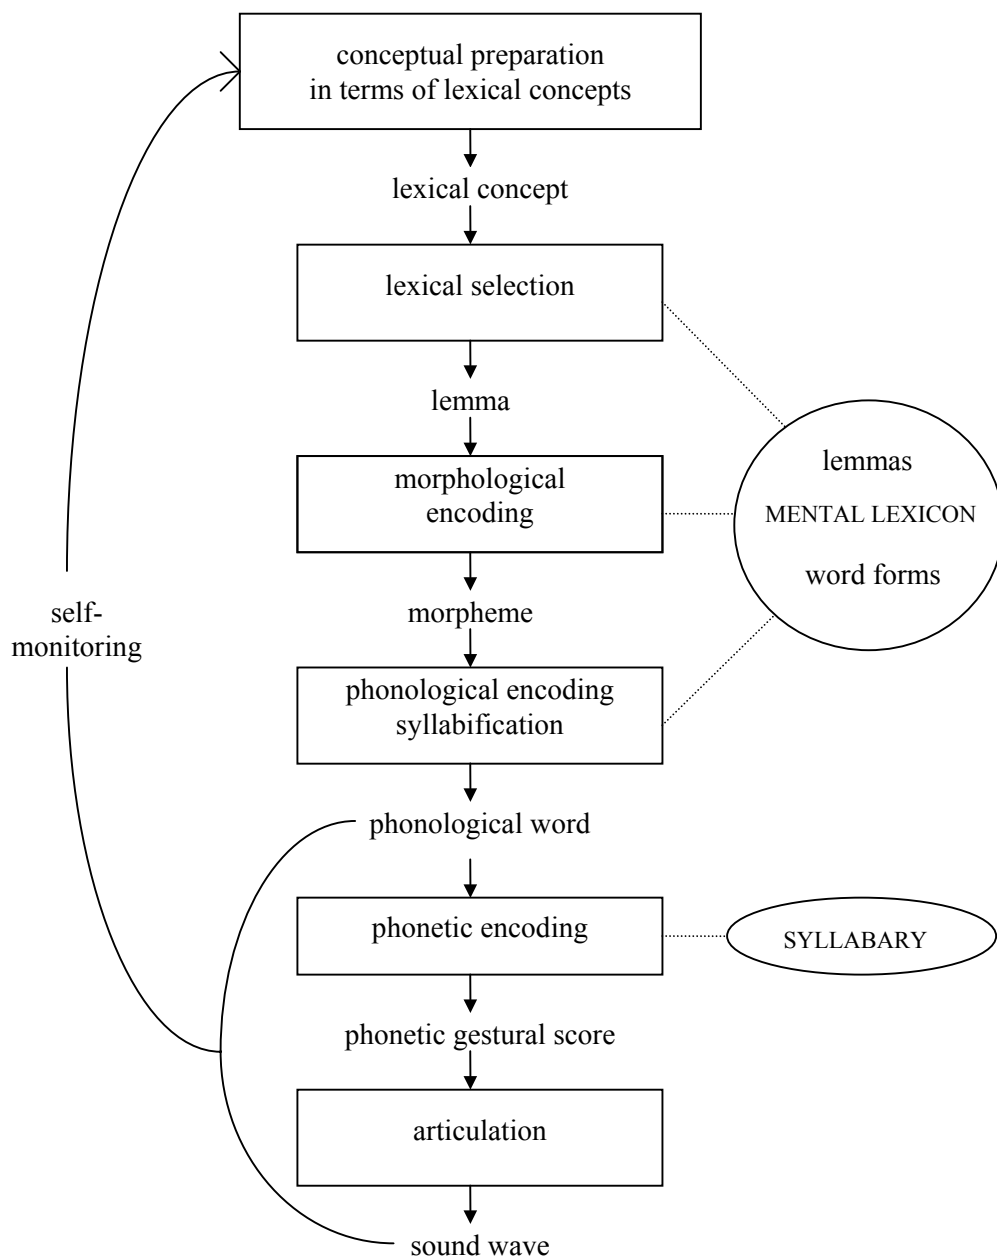 conceptual preparation
in terms of lexical concepts
lexical concept
lexical selection
lemma
lemmas
morphological
encoding
MENTAL LEXICON
word forms
self-
monitoring
morpheme
phonological encoding
syllabification
phonological word
phonetic encoding
SYLLABARY
phonetic gestural score
articulation
sound wave